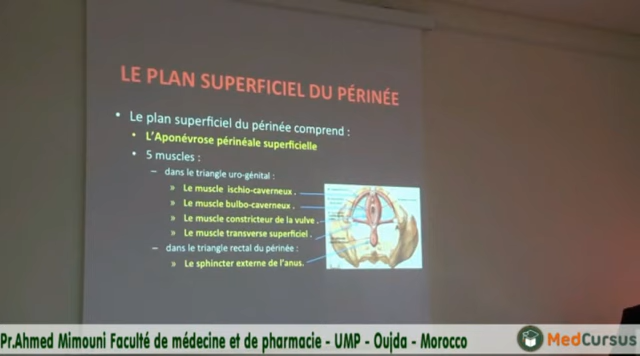 LE PLAN SUPERFICIEL DU PÉRINÉE
• Le plan superficiel du périnée comprend :
• L'Aponévrose périnéale superficielle
• 5 muscles :
– dans le triangle uro-génital :
» Le muscle ischio-caverneux .
» Le muscle bulbo-caverneux .
» Le muscle constricteur de la vulve .
» Le muscle transverse superficiel .
– dans le triangle rectal du périnée :
» Le sphincter externe de l'anus.
Pr.Ahmed Mimouni Faculté de médecine et de pharmacie - UMP - Oujda - Morocco
MedCursus